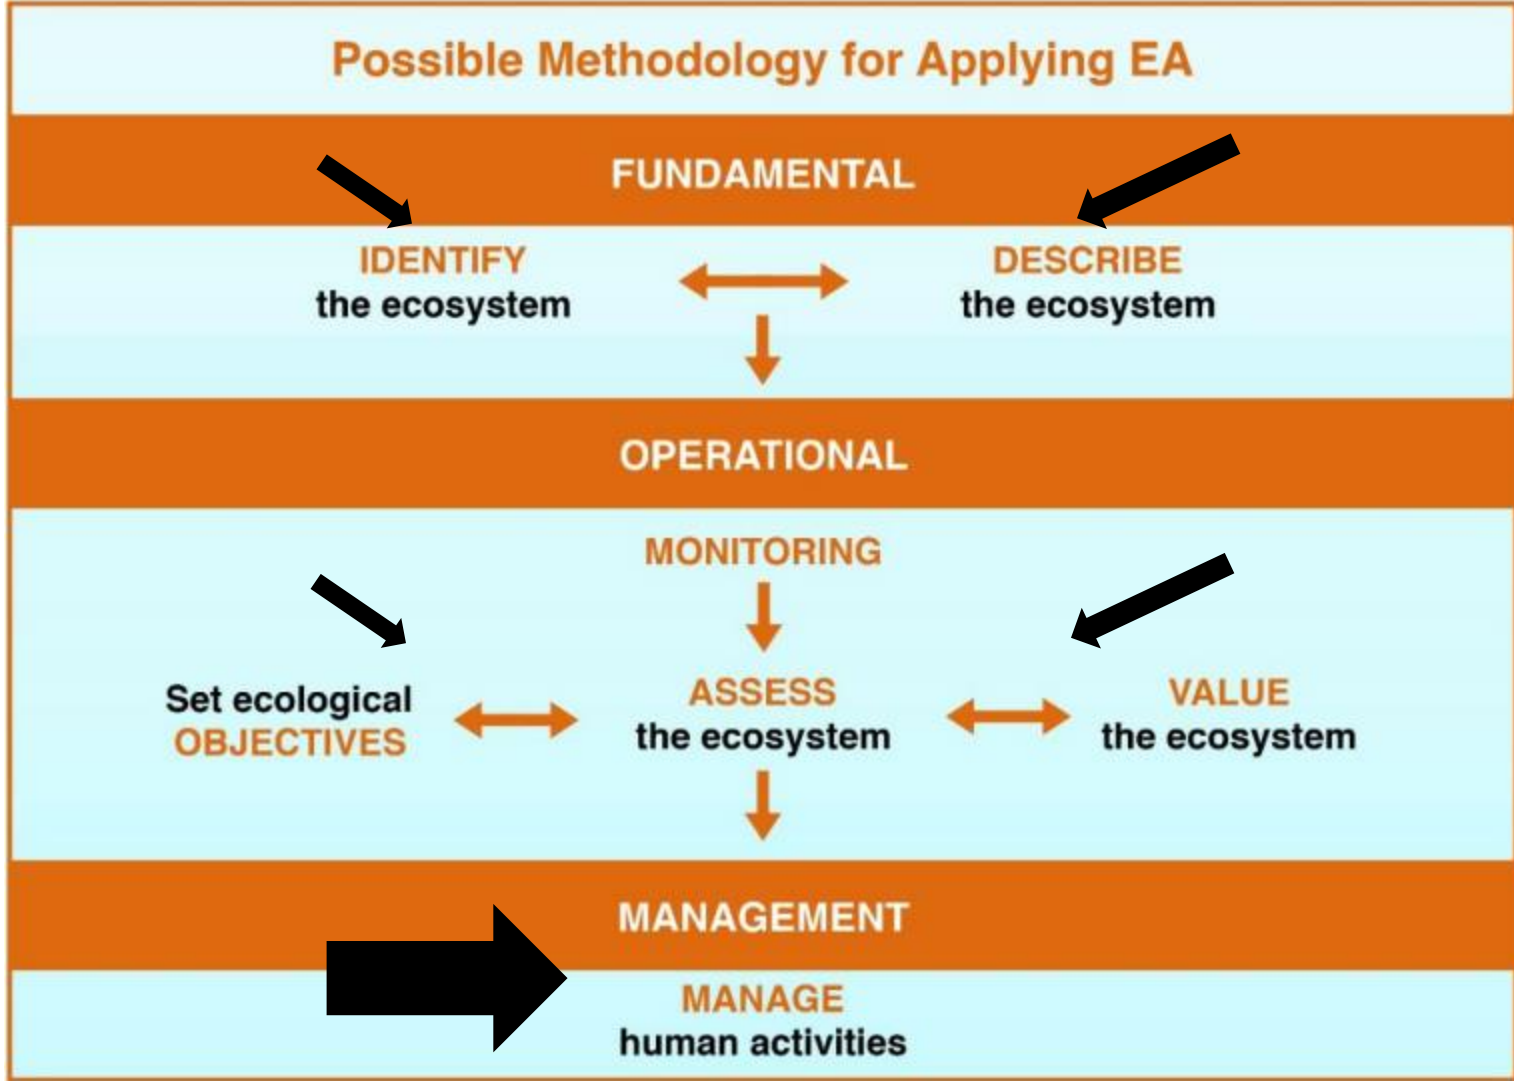 Possible Methodology for Applying EA
FUNDAMENTAL
IDENTIFY
the ecosystem
DESCRIBE
the ecosystem
OPERATIONAL
MONITORING
Set ecological
OBJECTIVES
ASSESS
the ecosystem
VALUE
the ecosystem
MANAGEMENT
MANAGE
human activities